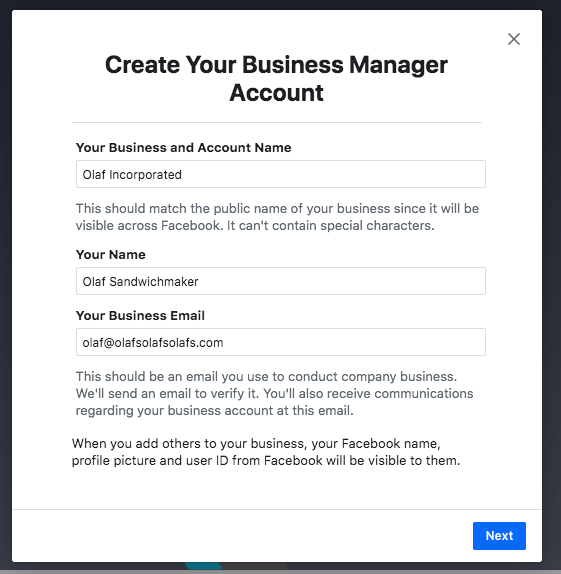 Create Your Business Manager
Account
Your Business and Account Name
Olaf Incorporated
This should match the public name of your business since it will be
visible across Facebook. It can't contain special characters.
Your Name
Olaf Sandwichmaker
Your Business Email
olaf@olafsolafsolafs.com
This should be an email you use to conduct company business.
We'll send an email to verify it. You'll also receive communications
regarding your business account at this email.
When you add others to your business, your Facebook name,
profile picture and user ID from Facebook will be visible to them.
Next